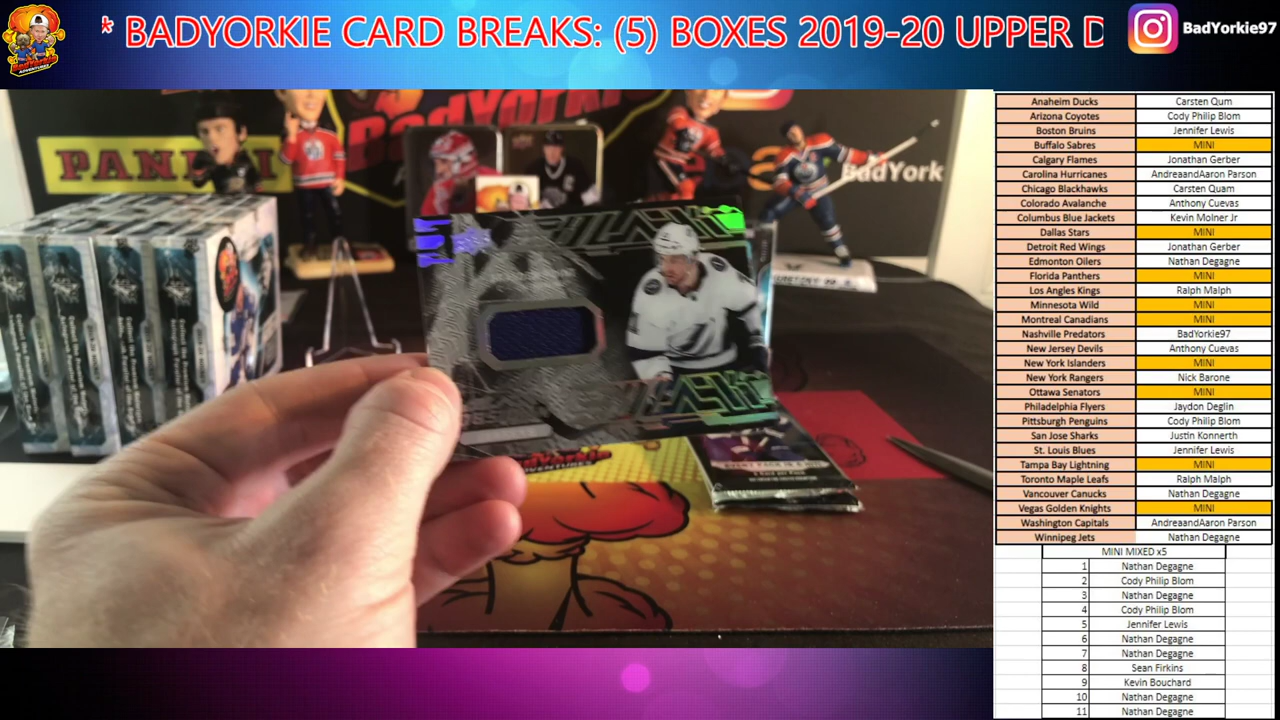 * BADYORKIE CARD BREAKS: (5) BOXES 2019-20 UPPER D
BadYorkie97
BadYorkie
PANINI
BadYork
Anaheim Ducks Carsten Qum
Arizona Coyotes Cody Philip Blom
Boston Bruins Jennifer Lewis
Buffalo Sabres MINI
Calgary Flames Jonathan Gerber
Carolina Hurricanes AndreaandAaron Parson
Chicago Blackhawks Carsten Quam
Colorado Avalanche Anthony Cuevas
Columbus Blue Jackets Kevin Molner Jr
Dallas Stars MINI
Detroit Red Wings Jonathan Gerber
Edmonton Oilers Nathan Degagne
Florida Panthers MINI
Los Angles Kings Ralph Malph
Minnesota Wild MINI
Montreal Canadians MINI
Nashville Predators BadYorkie97
New Jersey Devils Anthony Cuevas
New York Islanders MINI
New York Rangers Nick Barone
Ottawa Senators MINI
Philadelphia Flyers Jaydon Deglin
Pittsburgh Penguins Cody Philip Blom
San Jose Sharks Justin Konnerth
St. Louis Blues Jennifer Lewis
Tampa Bay Lightning MINI
Toronto Maple Leafs Ralph Malph
Vancouver Canucks Nathan Degagne
Vegas Golden Knights MINI
Washington Capitals AndreaandAaron Parson
Winnipeg Jets Nathan Degagne
MINI MIXED x5
1 Nathan Degagne
2 Cody Philip Blom
3 Nathan Degagne
4 Cody Philip Blom
5 Jennifer Lewis
6 Nathan Degagne
7 Nathan Degagne
8 Sean Firkins
9 Kevin Bouchard
10 Nathan Degagne
11 Nathan Degagne